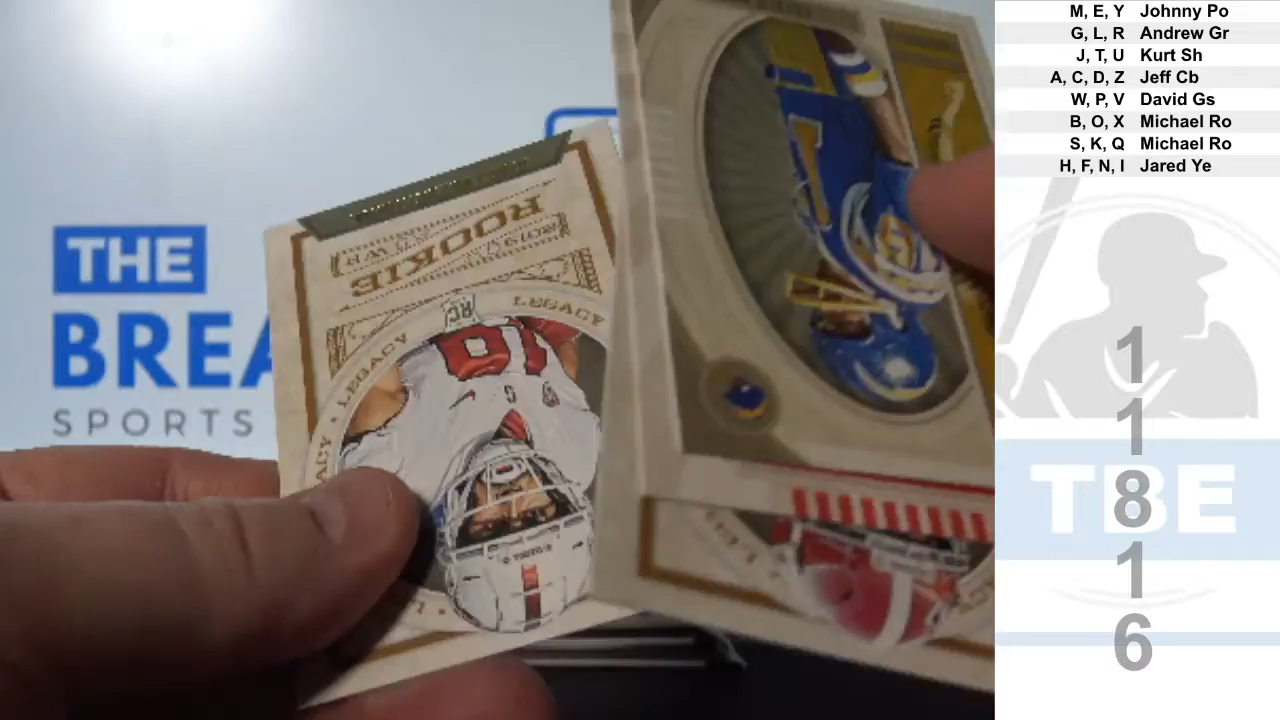 M, E, Y Johnny Po
G, L, R Andrew Gr
J, T, U Kurt Sh
A, C, D, Z Jeff Cb
W, P, V David Gs
B, O, X Michael Ro
S, K, Q Michael Ro
H, F, N, I Jared Ye
THE
BREA
SPORTS
ROOKIE
RC
LEGACY
LEGACY
TBE
1
1
8
1
6